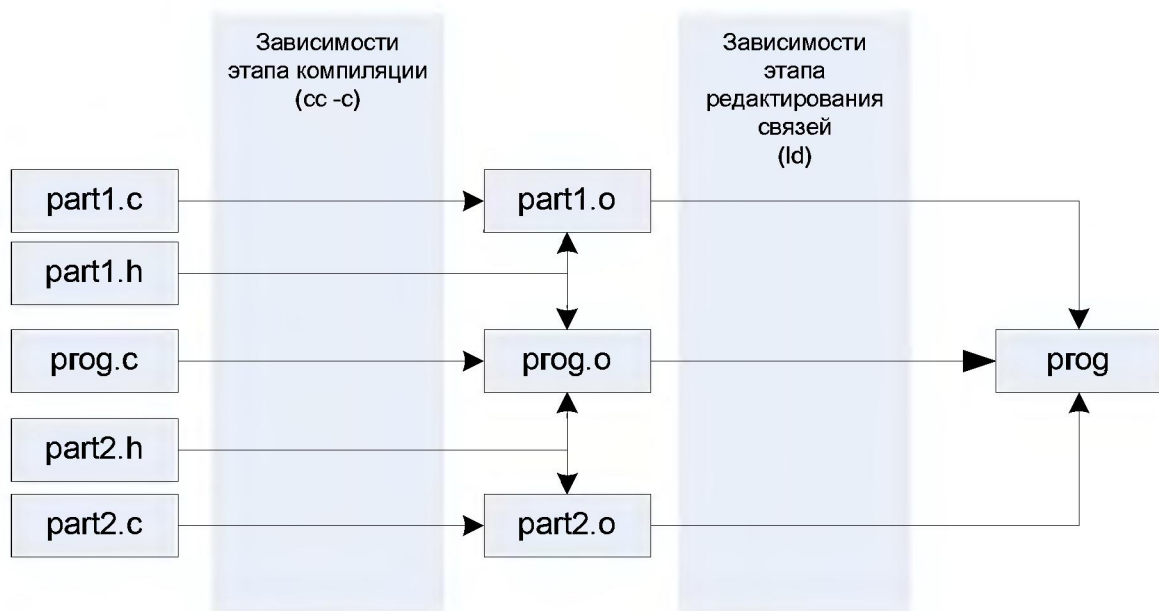 Зависимости
этапа компиляции
(cc -c)
Зависимости
этапа
редактирования
связей
(ld)
part1.c
part1.o
part1.h
prog.c
prog.o
prog
part2.h
part2.c
part2.o